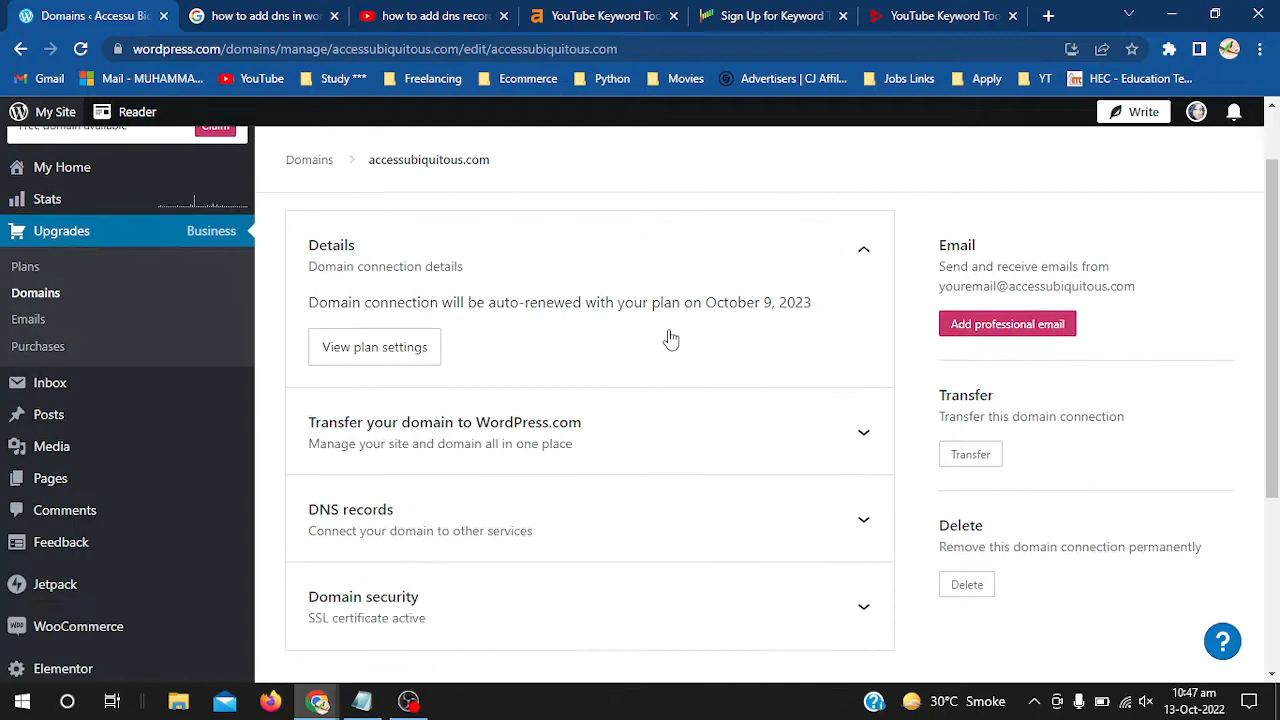 Domains ‹ Access Bi
how to add dns in wo
how to add dns recor
YouTube Keyword Too
Sign Up for Keyword T
YouTube Keyword Too
wordpress.com/domains/manage/accessubiquitous.com/edit/accessubiquitous.com
Gmail
Mail - MUHAMMA...
YouTube
Study ***
Freelancing
Ecommerce
Python
Movies
Advertisers | CJ Affil...
Jobs Links
Apply
YT
HEC - Education Te...
My Site
Reader
Write
Free domain available
Claim
My Home
Stats
Upgrades
Business
Plans
Domains
Emails
Purchases
Inbox
Posts
Media
Pages
Comments
Feedback
Jetpack
WooCommerce
Elementor
Domains
accessubiquitous.com
Details
Domain connection details
Domain connection will be auto-renewed with your plan on October 9, 2023
View plan settings
Transfer your domain to WordPress.com
Manage your site and domain all in one place
DNS records
Connect your domain to other services
Domain security
SSL certificate active
Email
Send and receive emails from
youremail@accessubiquitous.com
Add professional email
Transfer
Transfer this domain connection
Transfer
Delete
Remove this domain connection permanently
Delete
?
30°C Smoke
10:47 am
13-Oct-2022